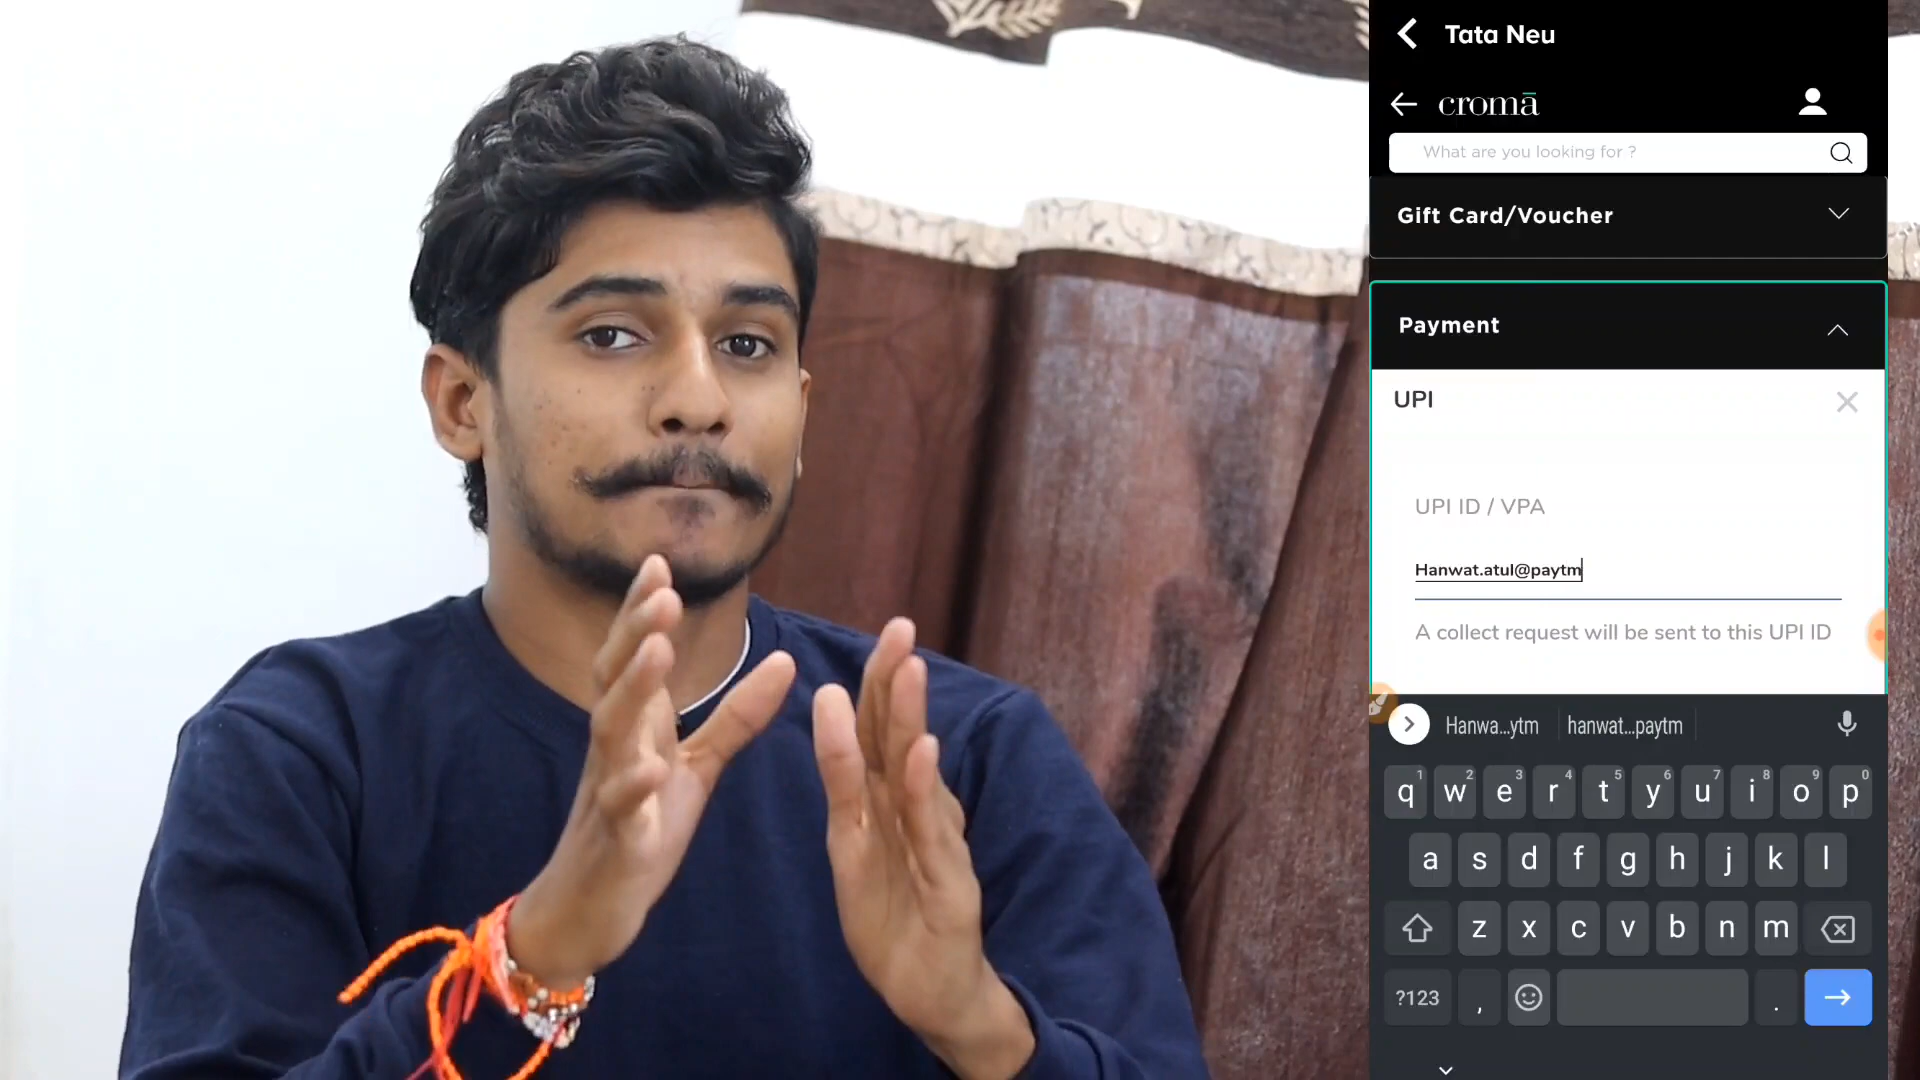 Tata Neu
cromā
What are you looking for ?
Gift Card/Voucher
Payment
UPI
UPI ID / VPA
Hanwat.atul@paytm
A collect request will be sent to this UPI ID
Hanwa...ytm hanwat...paytm
1 2 3 4 5 6 7 8 9 0
q w e r t y u i o p
a s d f g h j k l
z x c v b n m
?123 , .